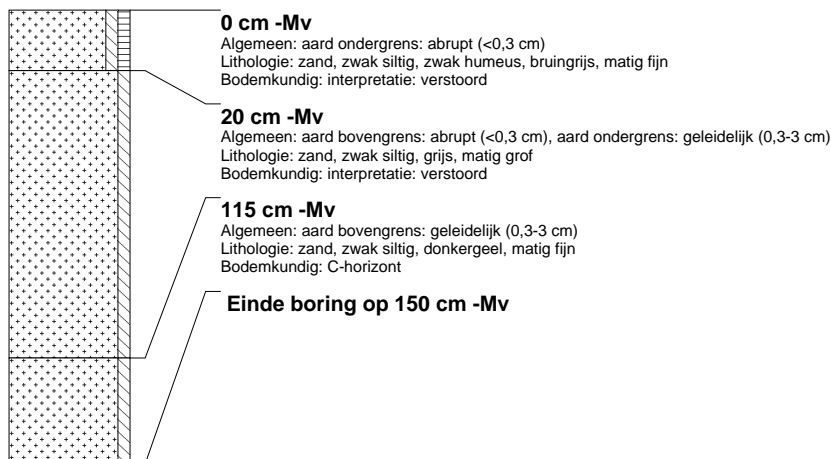 0 cm -Mv
Algemeen: aard ondergrens: abrupt (<0,3 cm)
Lithologie: zand, zwak siltig, zwak humeus, bruingrijs, matig fijn
Bodemkundig: interpretatie: verstoord
20 cm -Mv
Algemeen: aard bovengrens: abrupt (<0,3 cm), aard ondergrens: geleidelijk (0,3-3 cm)
Lithologie: zand, zwak siltig, grijs, matig grof
Bodemkundig: interpretatie: verstoord
115 cm -Mv
Algemeen: aard bovengrens: geleidelijk (0,3-3 cm)
Lithologie: zand, zwak siltig, donkergeel, matig fijn
Bodemkundig: C-horizont
Einde boring op 150 cm -Mv